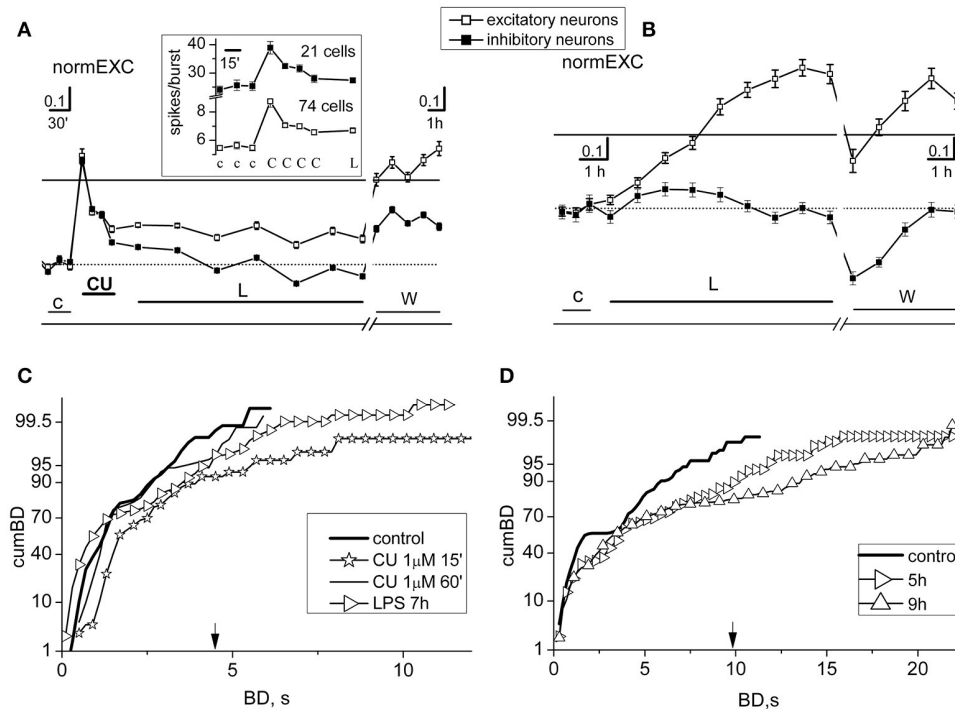 A
excitatory neurons
inhibitory neurons
B
normEXC
0.1
30'
spikes/burst
40
30
8
6
15'
21 cells
74 cells
c c c C C C C L
0.1
1h
CU
c
L
W
normEXC
0.1
1 h
0.1
1 h
c
L
W
C
cumBD
99.5
95
90
70
40
10
1
0
5
10
BD, s
control
CU 1µM 15'
CU 1µM 60'
LPS 7h
D
cumBD
99.5
95
90
70
40
10
1
0
5
10
15
20
BD,s
control
5h
9h